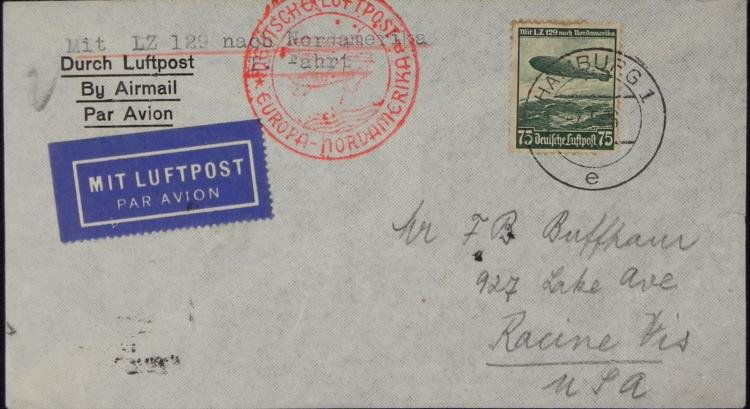 Mit LZ 129 nach Nordamerika
Fahrt
Durch Luftpost
By Airmail
Par Avion
MIT LUFTPOST
PAR AVION
DEUTSCHE LUFTPOST
EUROPA-NORDAMERIKA
Mit LZ 129 nach Nordamerika
75 deutsche Luftpost 75
HAMBURG 1
e
Mr F B Buffham
927 Lake Ave
Racine Wis
USA